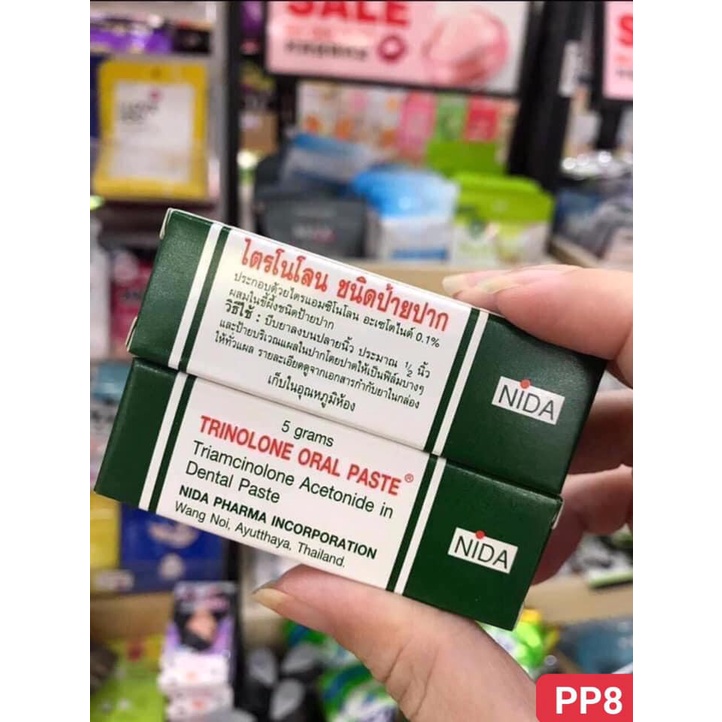 SALE
SALE
ไตรโนโลน ชนิดป้ายปาก
ประกอบด้วยไตรแอมซิโนโลน อะเซโตไนด์ 0.1%
ผสมในขี้ผึ้งชนิดป้ายปาก
วิธีใช้ : บีบยาลงบนปลายนิ้ว ประมาณ ½ นิ้ว
และป้ายบริเวณแผลในปากโดยปาดให้เป็นฟิล์มบางๆ
ให้ทั่วแผล รายละเอียดดูจากเอกสารกำกับยาในกล่อง
เก็บในอุณหภูมิห้อง
NIDA
5 grams
TRINOLONE ORAL PASTE®
Triamcinolone Acetonide in
Dental Paste
NIDA PHARMA INCORPORATION
Wang Noi, Ayutthaya, Thailand.
NIDA
PP8